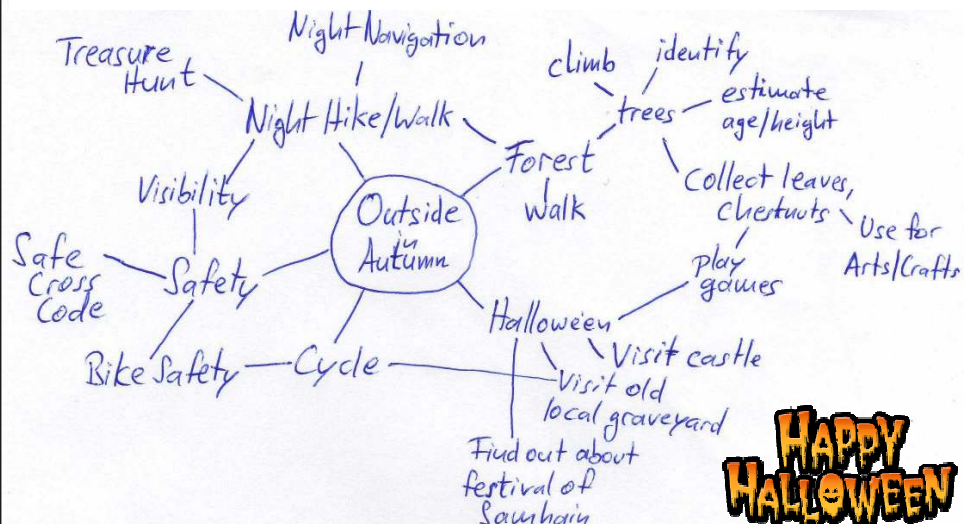 Night Navigation
Treasure
Hunt
climb
identify
estimate
age/height
trees
Night Hike/Walk
Forest
walk
Collect leaves,
chestnuts
Use for
Arts/Crafts
Visibility
Outside
in
Autumn
Safe
Cross
Code
Safety
play
games
Halloween
Bike Safety
Cycle
Visit castle
Visit old
local graveyard
Find out about
festival of
Samhain
HAPPY
HALLOWEEN